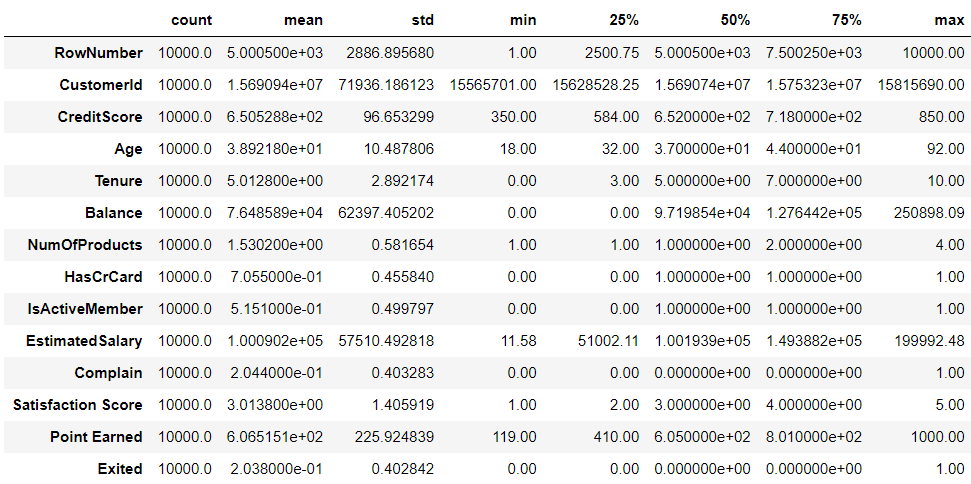 count mean std min 25% 50% 75% max
RowNumber 10000.0 5.000500e+03 2886.895680 1.00 2500.75 5.000500e+03 7.500250e+03 10000.00
CustomerId 10000.0 1.569094e+07 71936.186123 15565701.00 15628528.25 1.569074e+07 1.575323e+07 15815690.00
CreditScore 10000.0 6.505288e+02 96.653299 350.00 584.00 6.520000e+02 7.180000e+02 850.00
Age 10000.0 3.892180e+01 10.487806 18.00 32.00 3.700000e+01 4.400000e+01 92.00
Tenure 10000.0 5.012800e+00 2.892174 0.00 3.00 5.000000e+00 7.000000e+00 10.00
Balance 10000.0 7.648589e+04 62397.405202 0.00 0.00 9.719854e+04 1.276442e+05 250898.09
NumOfProducts 10000.0 1.530200e+00 0.581654 1.00 1.00 1.000000e+00 2.000000e+00 4.00
HasCrCard 10000.0 7.055000e-01 0.455840 0.00 0.00 1.000000e+00 1.000000e+00 1.00
IsActiveMember 10000.0 5.151000e-01 0.499797 0.00 0.00 1.000000e+00 1.000000e+00 1.00
EstimatedSalary 10000.0 1.000902e+05 57510.492818 11.58 51002.11 1.001939e+05 1.493882e+05 199992.48
Complain 10000.0 2.044000e-01 0.403283 0.00 0.00 0.000000e+00 0.000000e+00 1.00
Satisfaction Score 10000.0 3.013800e+00 1.405919 1.00 2.00 3.000000e+00 4.000000e+00 5.00
Point Earned 10000.0 6.065151e+02 225.924839 119.00 410.00 6.050000e+02 8.010000e+02 1000.00
Exited 10000.0 2.038000e-01 0.402842 0.00 0.00 0.000000e+00 0.000000e+00 1.00